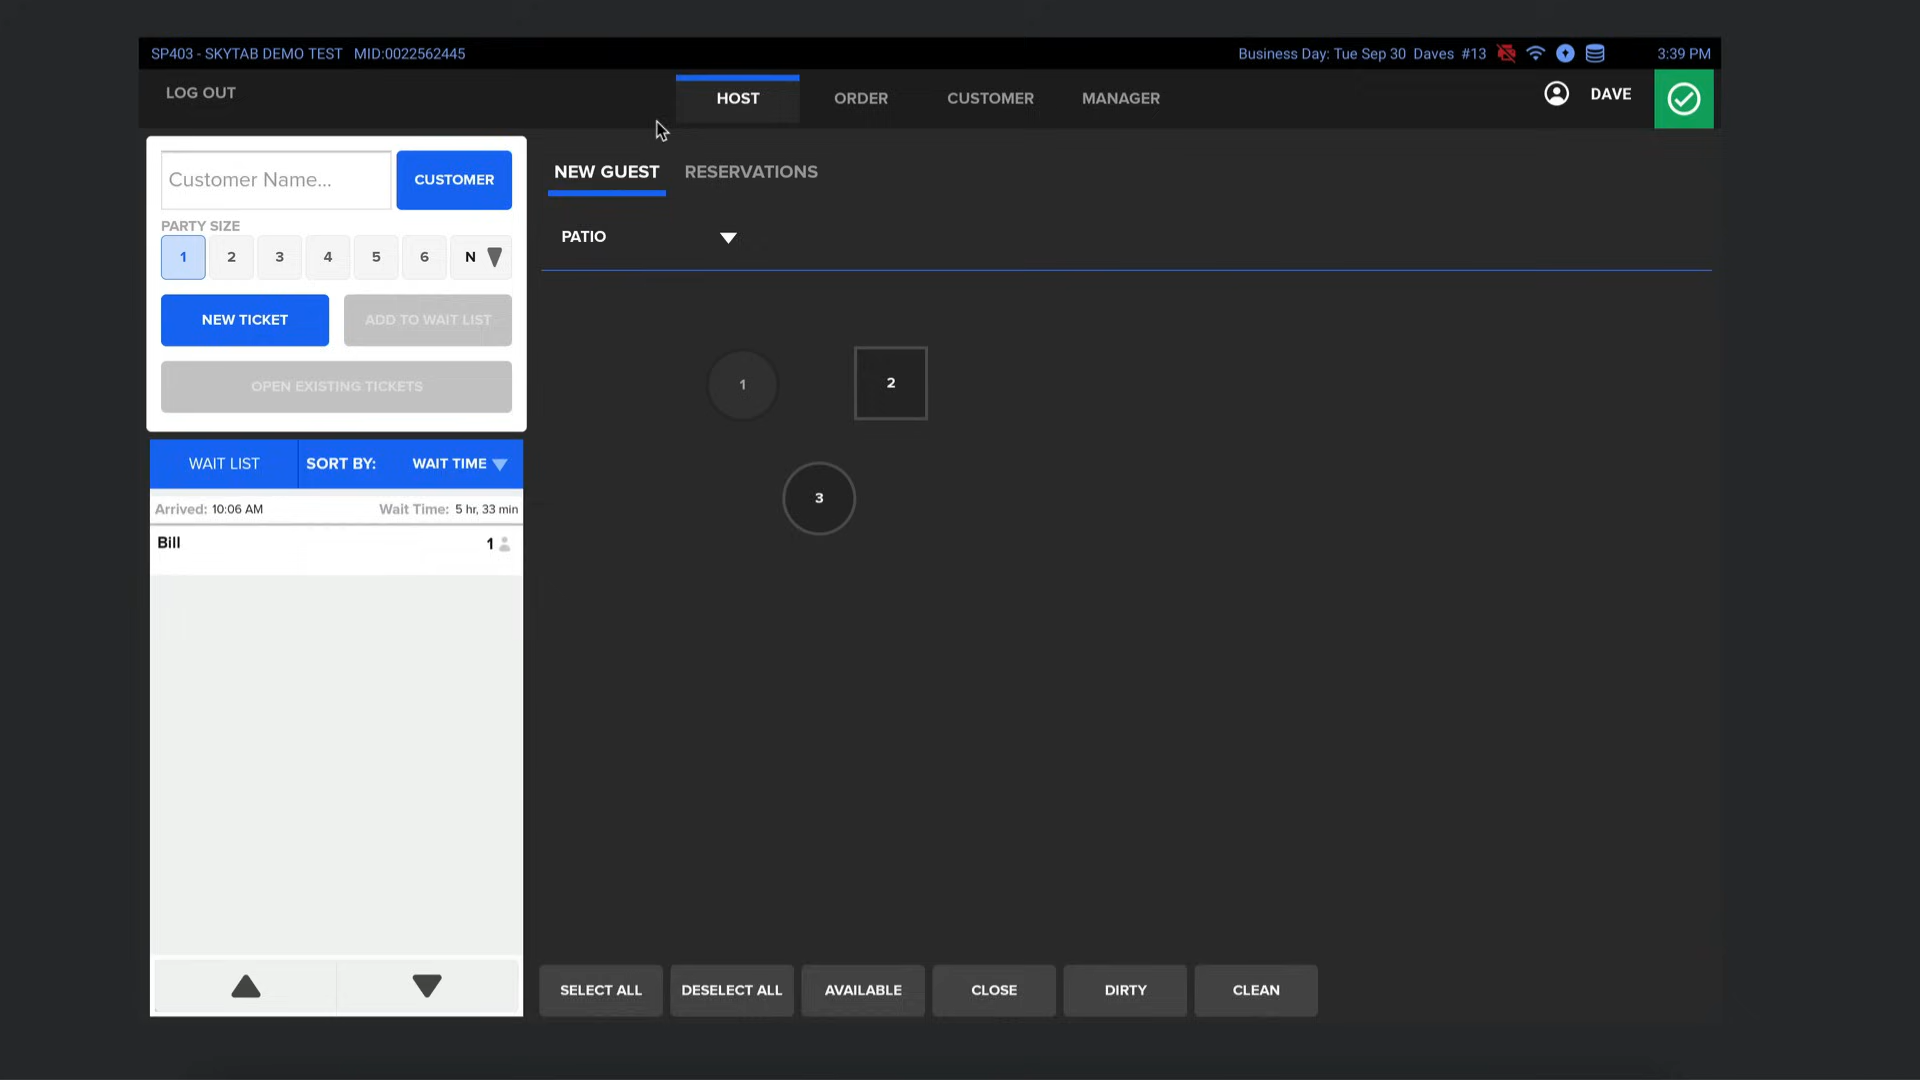 SP403 - SKYTAB DEMO TEST MID:0022562445
Business Day: Tue Sep 30 Daves #13 3:39 PM
LOG OUT
HOST ORDER CUSTOMER MANAGER
DAVE
Customer Name... CUSTOMER
PARTY SIZE
1 2 3 4 5 6 N
NEW TICKET ADD TO WAIT LIST
OPEN EXISTING TICKETS
WAIT LIST SORT BY: WAIT TIME
Arrived: 10:06 AM Wait Time: 5 hr, 33 min
Bill 1
NEW GUEST RESERVATIONS
PATIO
1 2
3
SELECT ALL DESELECT ALL AVAILABLE CLOSE DIRTY CLEAN